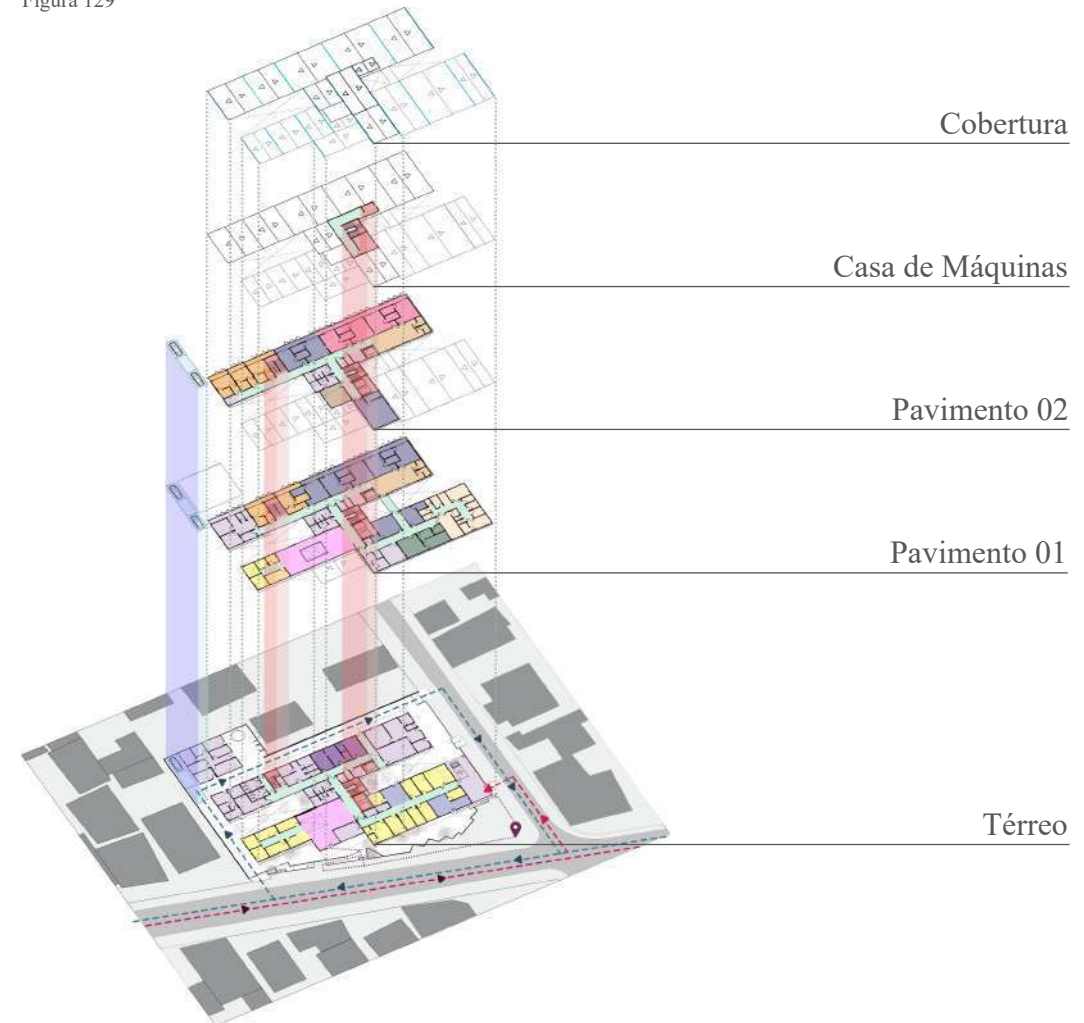 Figura 129
Cobertura
Casa de Máquinas
Pavimento 02
Pavimento 01
Térreo